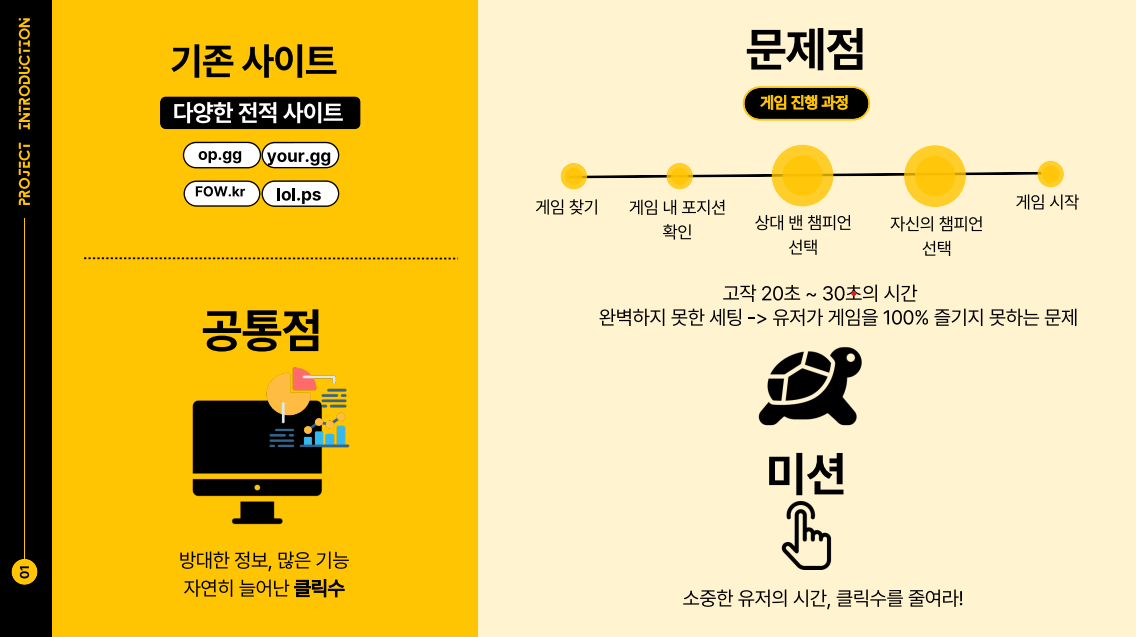 PROJECT INTRODUCTION
01
기존 사이트
다양한 전적 사이트
op.gg
your.gg
FOW.kr
lol.ps
공통점
방대한 정보, 많은 기능
자연히 늘어난 클릭수
문제점
게임 진행 과정
게임 찾기
게임 내 포지션
확인
상대 밴 챔피언
선택
자신의 챔피언
선택
게임 시작
고작 20초 ~ 30초의 시간
완벽하지 못한 세팅 -> 유저가 게임을 100% 즐기지 못하는 문제
미션
소중한 유저의 시간, 클릭수를 줄여라!